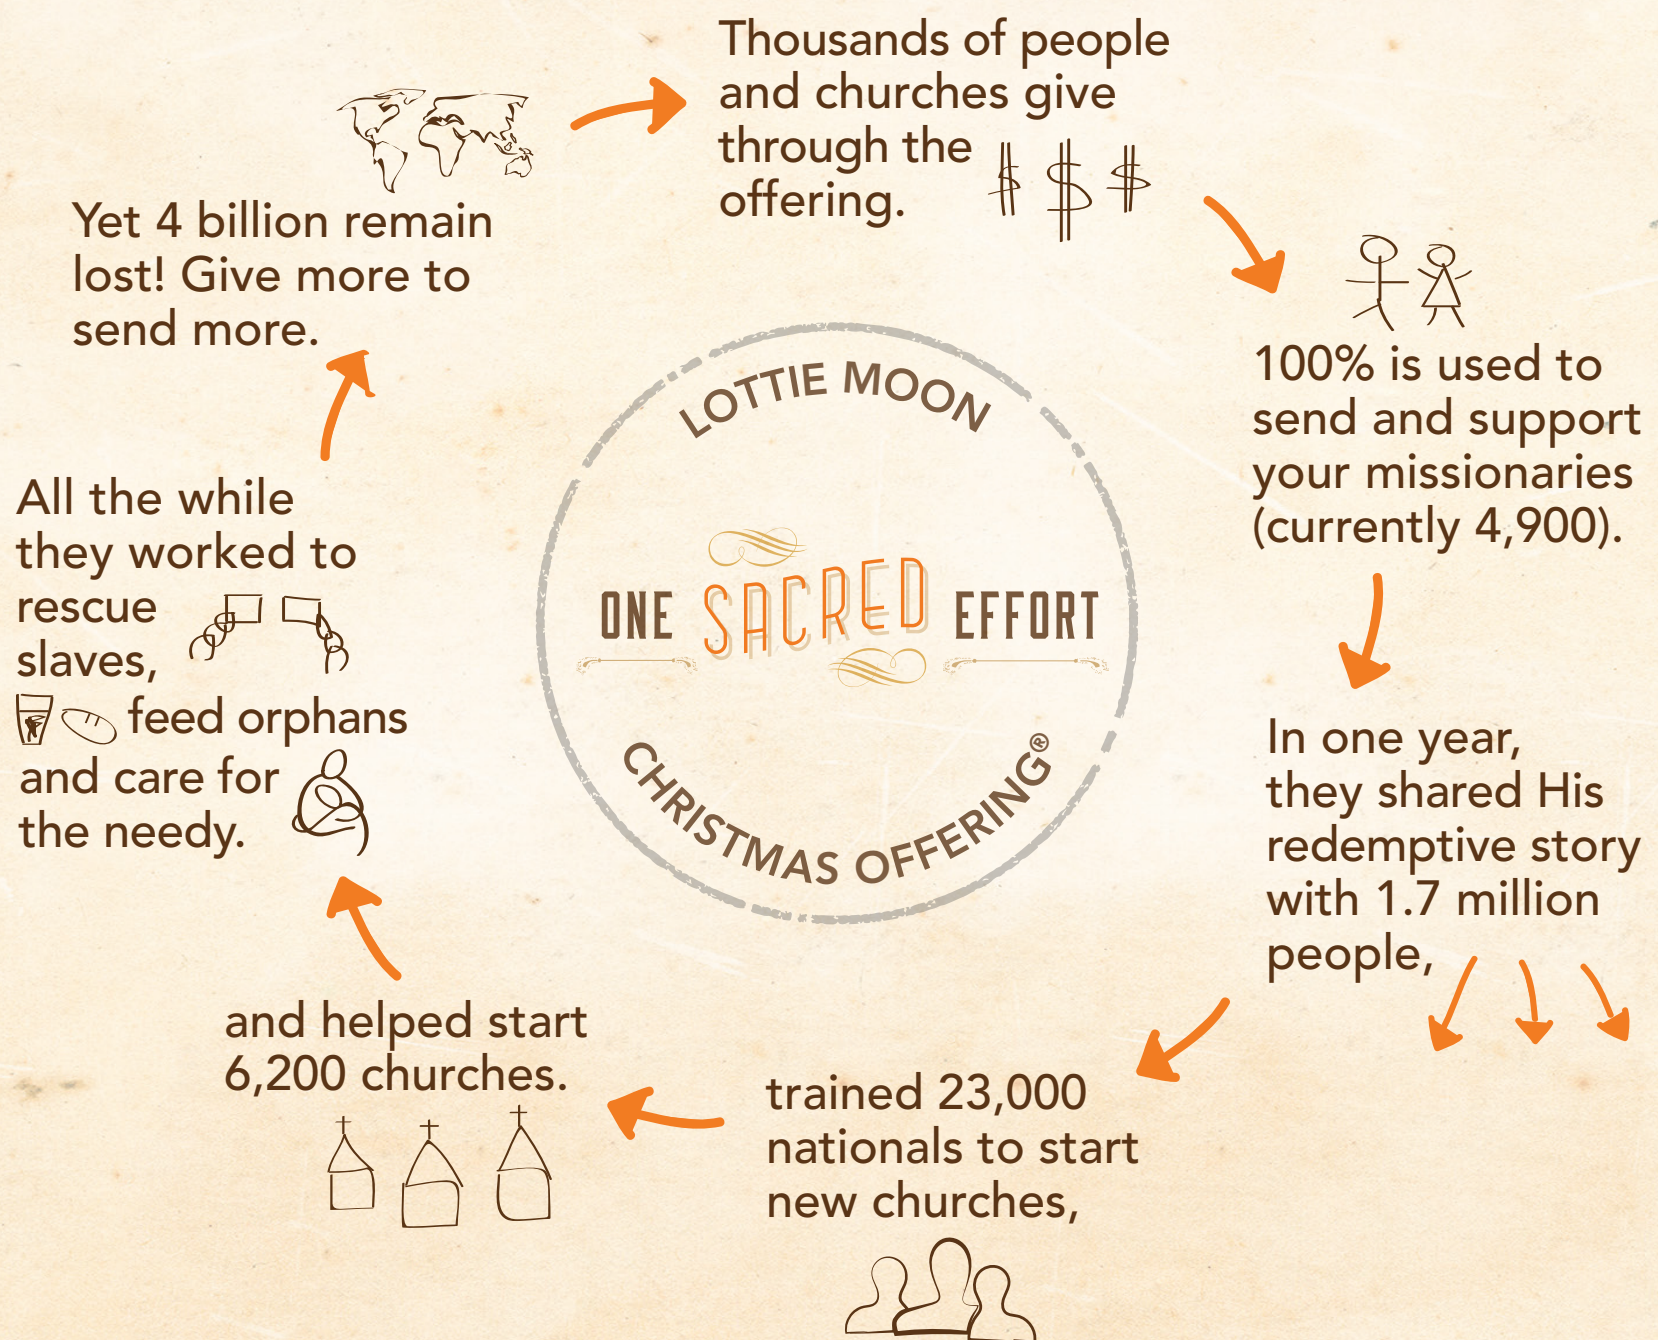 Thousands of people
and churches give
through the
offering.
100% is used to
send and support
your missionaries
(currently 4,900).
In one year,
they shared His
redemptive story
with 1.7 million
people,
trained 23,000
nationals to start
new churches,
and helped start
6,200 churches.
All the while
they worked to
rescue
slaves,
feed orphans
and care for
the needy.
Yet 4 billion remain
lost! Give more to
send more.
LOTTIE MOON
ONE SACRED EFFORT
CHRISTMAS OFFERING®
$ $ $